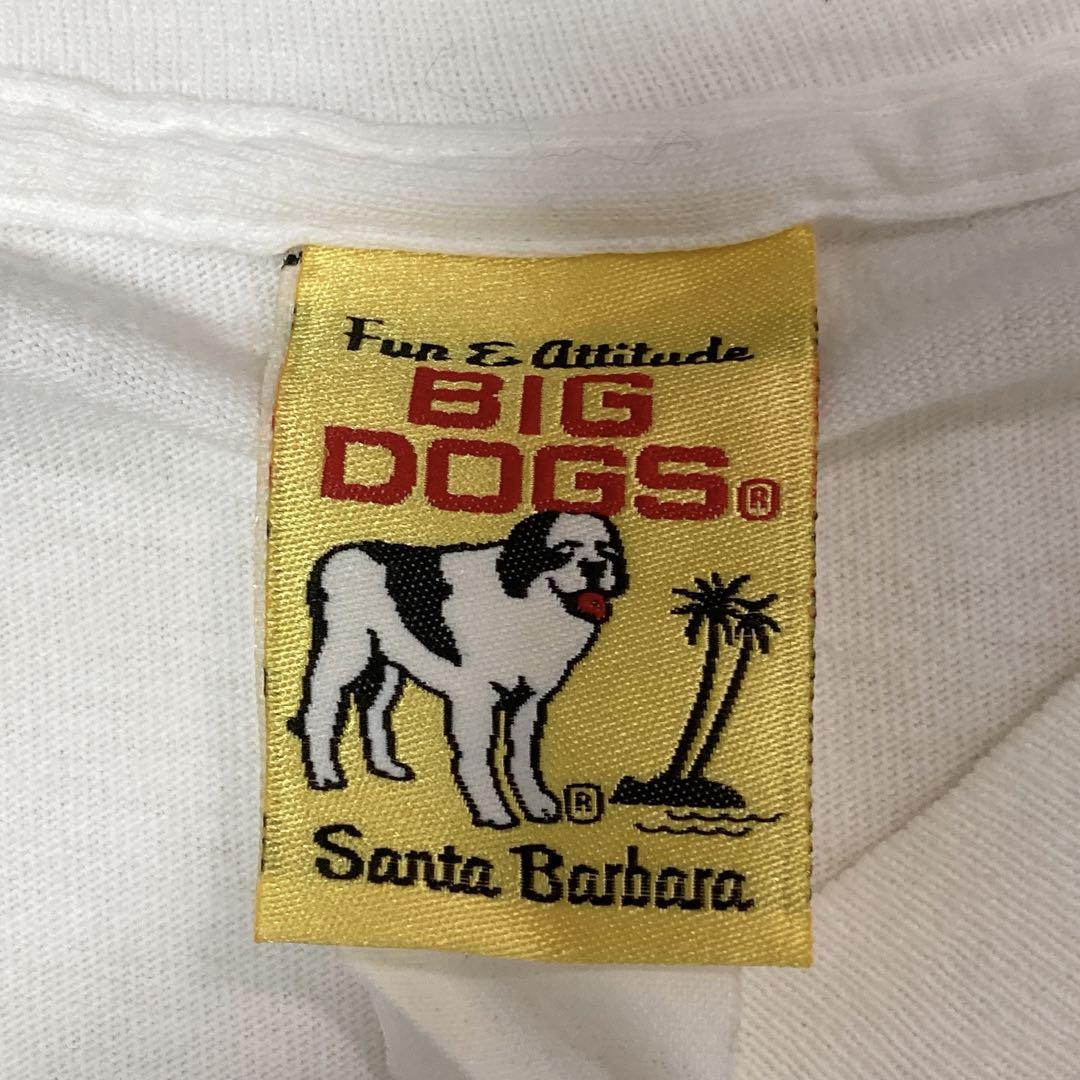 Fun & Attitude
BIG
DOGS®
®
Santa Barbara